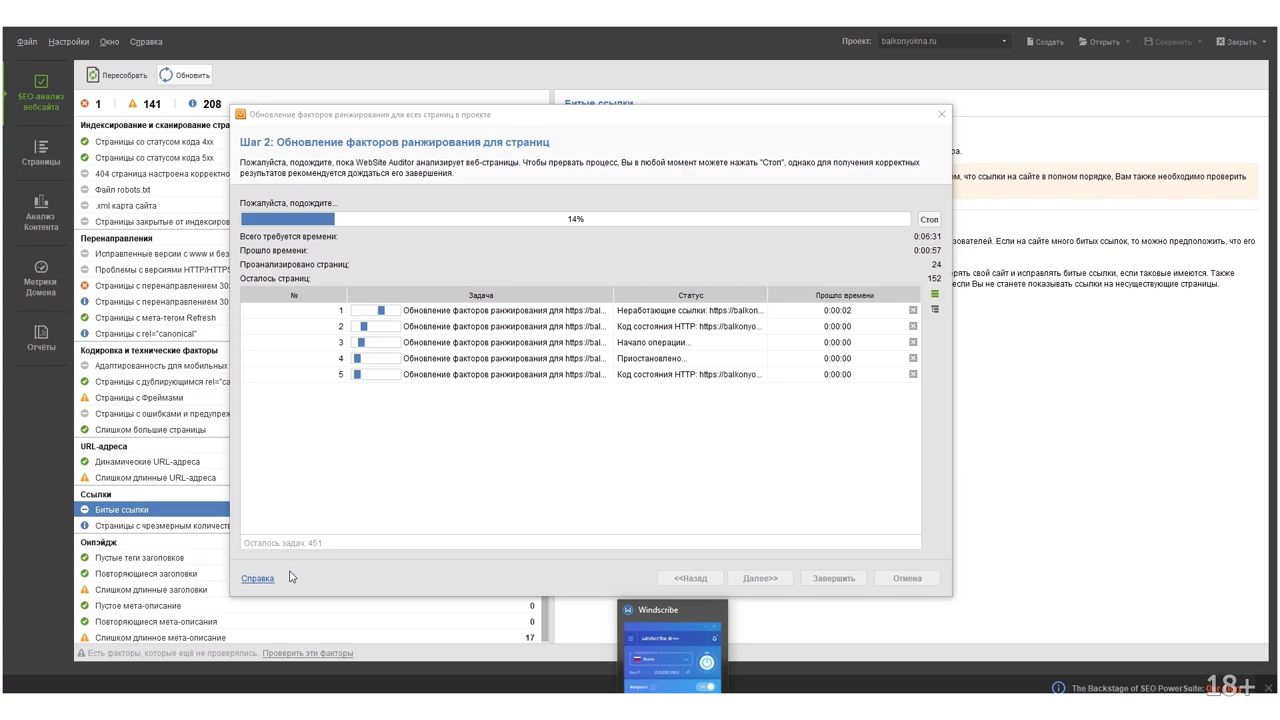 Файл Настройки Окно Справка Проект: balkonyokna.ru Создать Открыть Сохранить Закрыть
SEO-анализ вебсайта
Страницы
Анализ Контента
Метрики Домена
Отчёты
Пересобрать Обновить
1 141 208
Индексирование и сканирование стра
Страницы со статусом кода 4xx
Страницы со статусом кода 5xx
404 страница настроена корректно
Файл robots.txt
.xml карта сайта
Страницы закрытые от индексиров
Перенаправления
Исправленные версии с www и без
Проблемы с версиями HTTP/HTTPS
Страницы с перенаправлением 30
Страницы с перенаправлением 30
Страницы с мета-тегом Refresh
Страницы с rel="canonical"
Кодировка и технические факторы
Адаптированность для мобильных
Страницы с дублирующимся rel="ca
Страницы с Фреймами
Страницы с ошибками и предупреж
Слишком большие страницы
URL-адреса
Динамические URL-адреса
Слишком длинные URL-адреса
Ссылки
Битые ссылки
Страницы с чрезмерным количеств
Онпэйдж
Пустые теги заголовков
Повторяющиеся заголовки
Слишком длинные заголовки
Пустое мета-описание 0
Повторяющиеся мета-описания 0
Слишком длинное мета-описание 17
Есть факторы, которые ещё не проверялись. Проверить эти факторы
Битые ссылки
ра.
ом, что ссылки на сайте в полном порядке, Вам также необходимо проверить
зователей. Если на сайте много битых ссылок, то можно предположить, что его
рять свой сайт и исправлять битые ссылки, если таковые имеются. Также
если Вы не станете показывать ссылки на несуществующие страницы.
Обновление факторов ранжирования для всех страниц в проекте
Шаг 2: Обновление факторов ранжирования для страниц
Пожалуйста, подождите, пока WebSite Auditor анализирует веб-страницы. Чтобы прервать процесс, Вы в любой момент можете нажать "Стоп", однако для получения корректных
результатов рекомендуется дождаться его завершения.
Пожалуйста, подождите...
14% Стоп
Всего требуется времени: 0:06:31
Прошло времени: 0:00:57
Проанализировано страниц: 24
Осталось страниц: 152
№ Задача Статус Прошло времени
1 Обновление факторов ранжирования для https://bal... Неработающие ссылки: https://balkon... 0:00:02
2 Обновление факторов ранжирования для https://bal... Код состояния HTTP: https://balkonyo... 0:00:00
3 Обновление факторов ранжирования для https://bal... Начало операции... 0:00:00
4 Обновление факторов ранжирования для https://bal... Приостановлено... 0:00:00
5 Обновление факторов ранжирования для https://bal... Код состояния HTTP: https://balkonyo... 0:00:00
Осталось задач: 451
Справка <<Назад Далее>> Завершить Отмена
Windscribe
windscribe
Russia
The Backstage of SEO PowerSuite:
18+